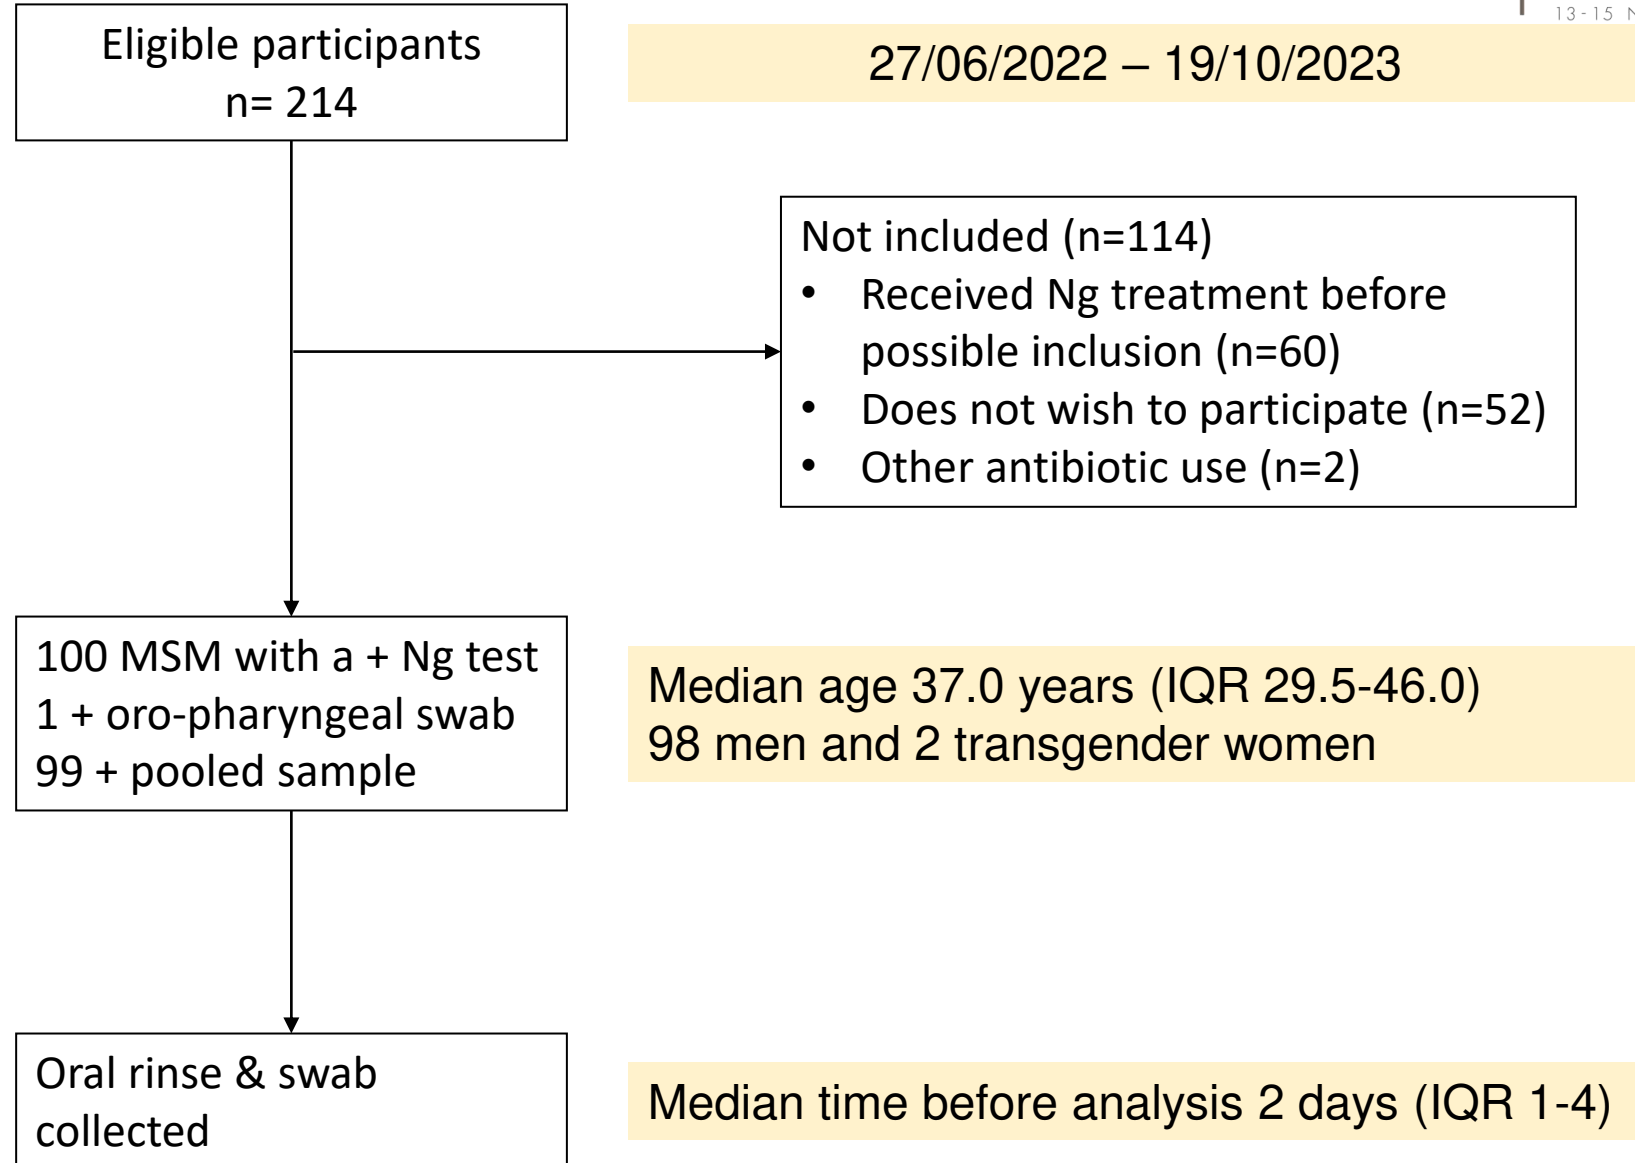 13-15 N
Eligible participants
n= 214
27/06/2022 – 19/10/2023
Not included (n=114)
• Received Ng treatment before
possible inclusion (n=60)
• Does not wish to participate (n=52)
• Other antibiotic use (n=2)
100 MSM with a + Ng test
1 + oro-pharyngeal swab
99 + pooled sample
Median age 37.0 years (IQR 29.5-46.0)
98 men and 2 transgender women
Oral rinse & swab
collected
Median time before analysis 2 days (IQR 1-4)